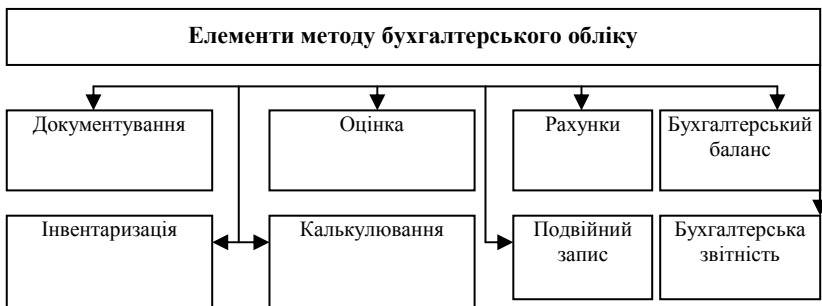 Елементи методу бухгалтерського обліку
Документування
Оцінка
Рахунки
Бухгалтерський
баланс
Інвентаризація
Калькулювання
Подвійний
запис
Бухгалтерська
звітність